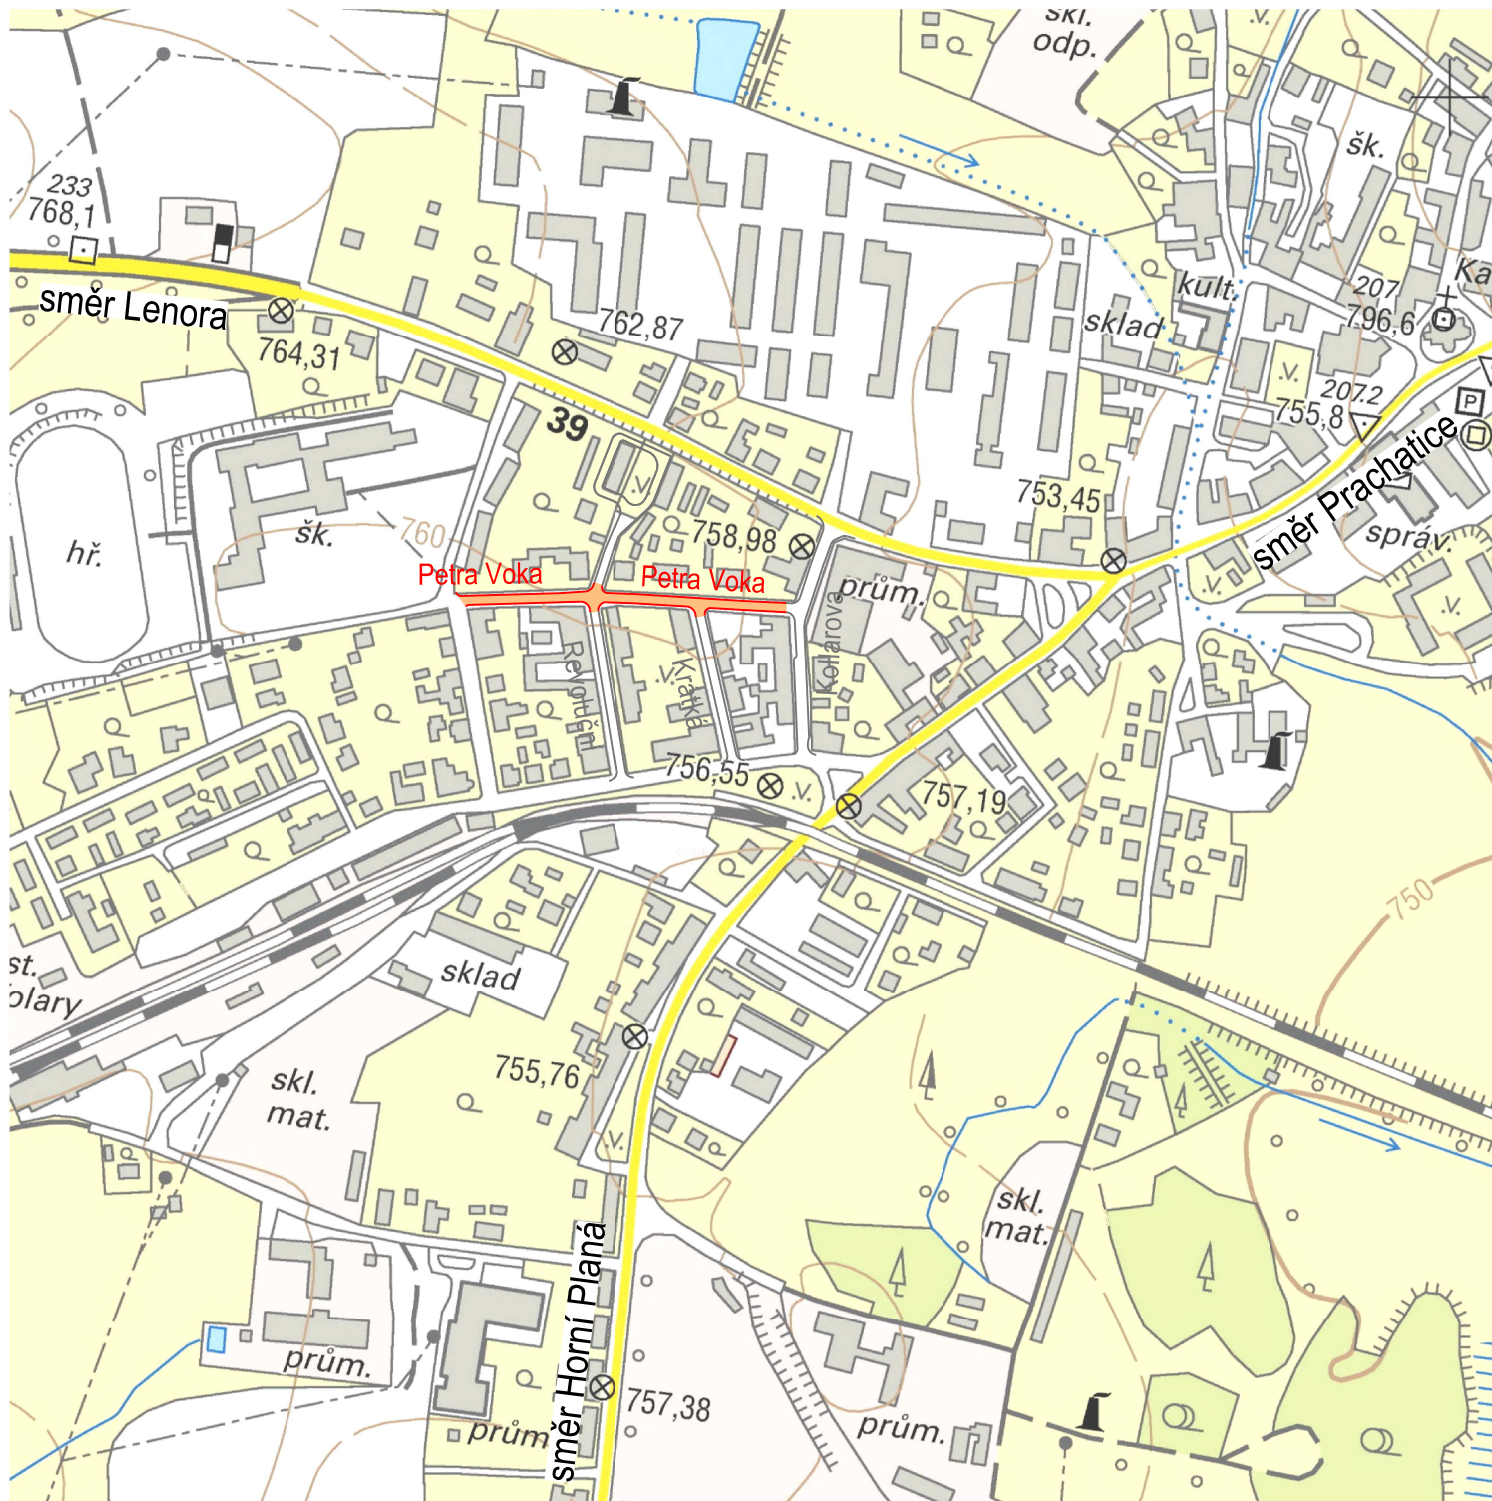 skl.
odp.
šk.
233
768,1
směr Lenora
764,31
762,87
39
kult.
sklad
207
796,6
Ka
207.2
755,8
P
směr Prachatice
správ.
753,45
758,98
hř.
šk.
760
Petra Voka
Petra Voka
prům.
Kollárova
Revoluční
Krátká
v.
v.
v.
v.
v.
v.
v.
v.
756,55
757,19
750
st.
olary
sklad
755,76
skl.
mat.
skl.
mat.
směr Horní Planá
prům.
prům.
757,38
prům.